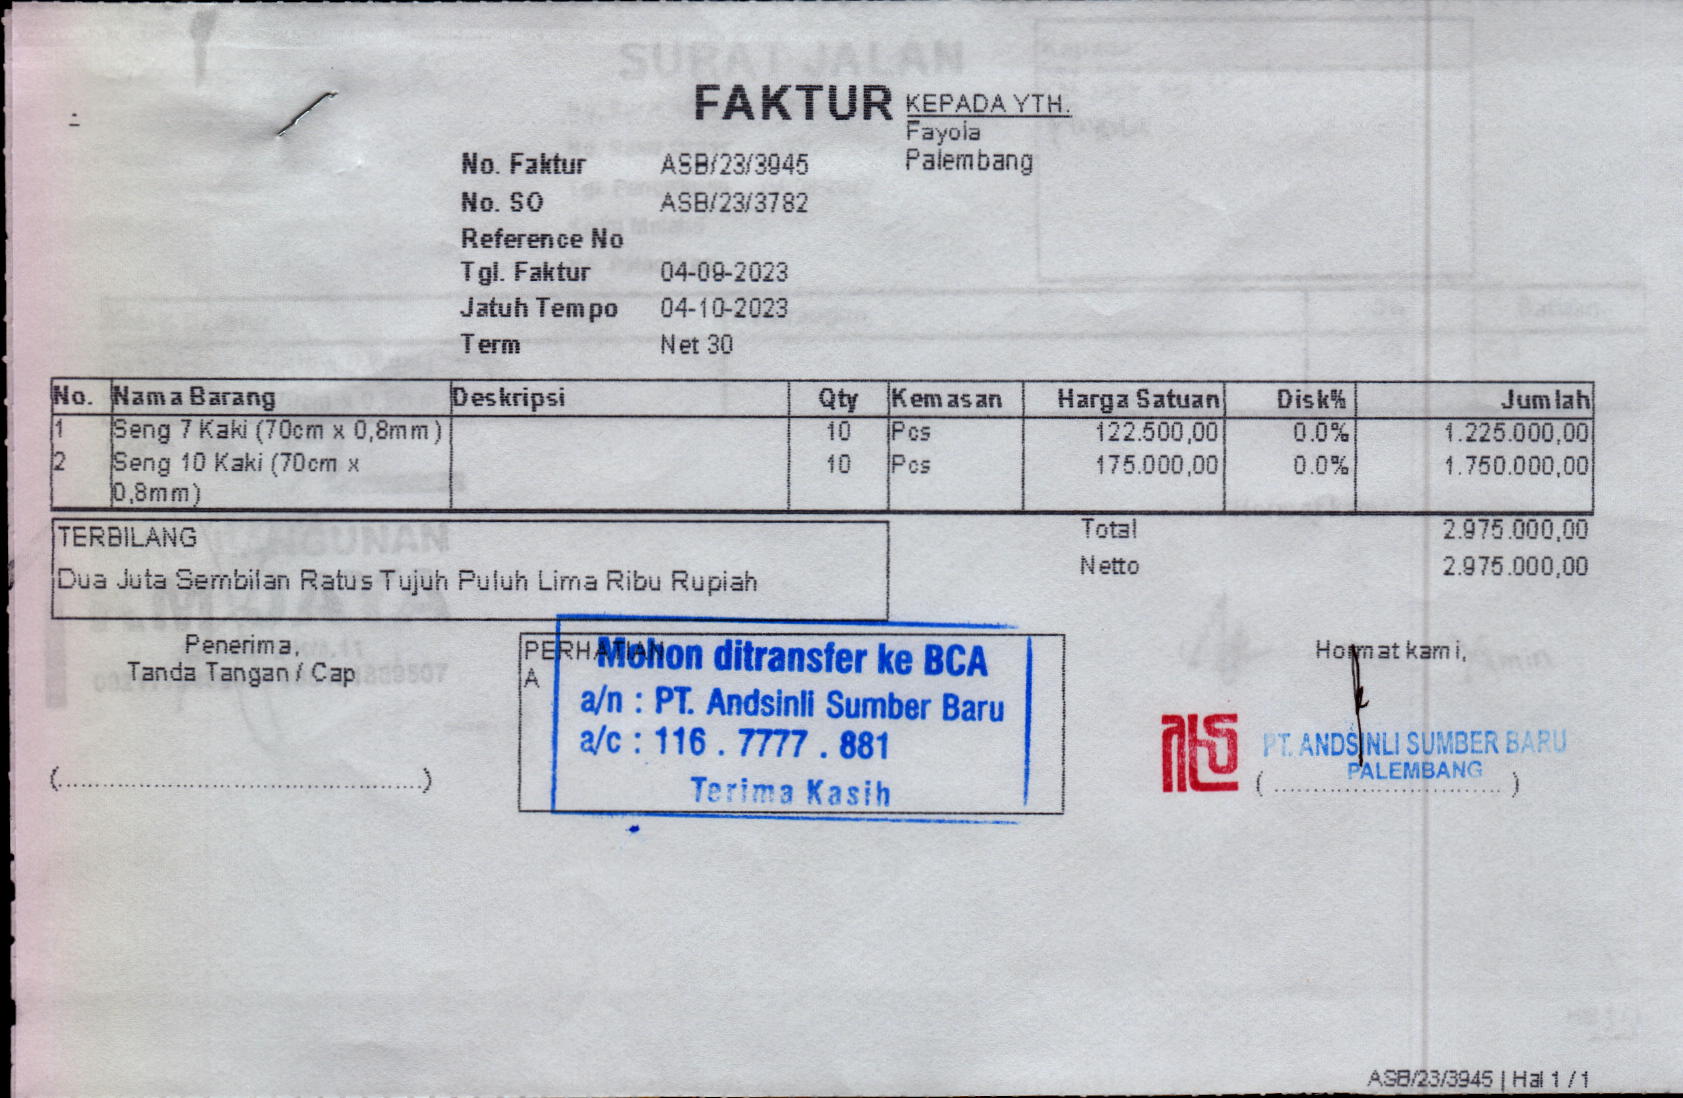 FAKTUR
KEPADA YTH.
Fayola
Palembang
No. Faktur ASB/23/3945
No. SO ASB/23/3782
Reference No
Tgl. Faktur 04-09-2023
Jatuh Tempo 04-10-2023
Term Net 30
No. Nama Barang Deskripsi Qty Kemasan Harga Satuan Disk% Jumlah
1 Seng 7 Kaki (70cm x 0,8mm) 10 Pcs 122.500,00 0.0% 1.225.000,00
2 Seng 10 Kaki (70cm x 10 Pcs 175.000,00 0.0% 1.750.000,00
0,8mm)
Total 2.975.000,00
Netto 2.975.000,00
TERBILANG
Dua Juta Sembilan Ratus Tujuh Puluh Lima Ribu Rupiah
Penerima,
Tanda Tangan / Cap
(..........................................)
PERHATIAN
A
Mohon ditransfer ke BCA
a/n : PT. Andsinli Sumber Baru
a/c : 116 . 7777 . 881
Terima Kasih
Hormat kami,
PT. ANDSINLI SUMBER BARU
PALEMBANG
(..........................)
ASB/23/3945 | Hal 1 / 1